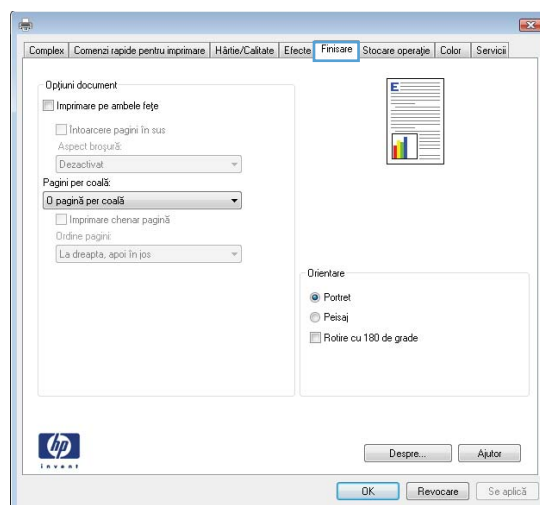 Complex Comenzi rapide pentru imprimare Hârtie/Calitate Efecte Finisare Stocare operaţie Color Servicii
Opţiuni document
Imprimare pe ambele feţe
Întoarcere pagini în sus
Aspect broşură:
Dezactivat
Pagini per coală:
O pagină per coală
Imprimare chenar pagină
Ordine pagini:
La dreapta, apoi în jos
E
Orientare
Portret
Peisaj
Rotire cu 180 de grade
hp
invent
Despre... Ajutor
OK Revocare Se aplică